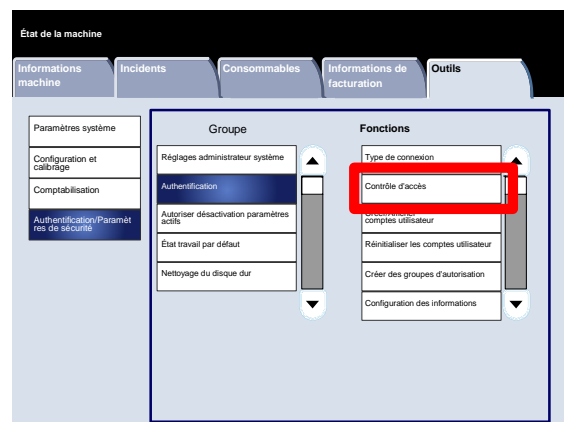 État de la machine
Informations
machine
Incidents
Consommables
Informations de
facturation
Outils
Paramètres système
Configuration et
calibrage
Comptabilisation
Authentification/Paramèt
res de sécurité
Groupe
Réglages administrateur système
Authentification
Autoriser désactivation paramètres
actifs
État travail par défaut
Nettoyage du disque dur
Fonctions
Type de connexion
Contrôle d'accès
comptes utilisateur
Réinitialiser les comptes utilisateur
Créer des groupes d'autorisation
Configuration des informations